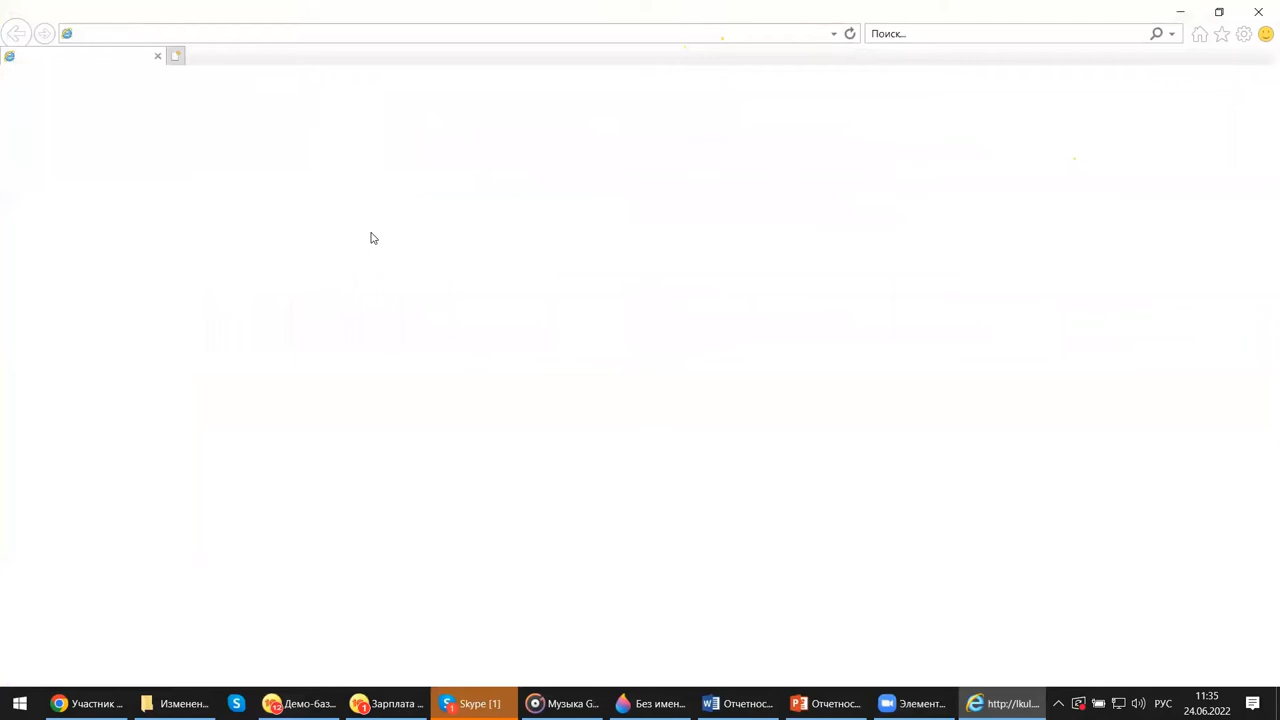 Поиск...
Участник ...
Изменен...
Демо-баз...
Зарплата ...
Skype [1]
Музыка G...
Без имен...
Отчетнос...
Отчетнос...
Элемент...
http://lkul...
РУС
11:35
24.06.2022